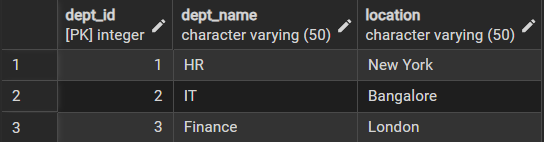 dept_id dept_name location
[PK] integer character varying (50) character varying (50)
1 1 HR New York
2 2 IT Bangalore
3 3 Finance London